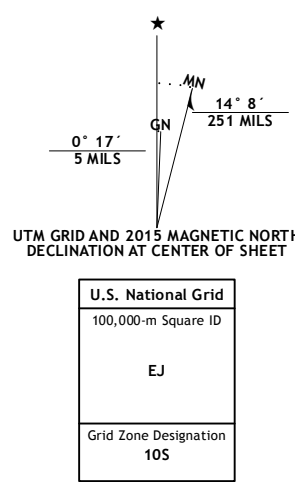 ★
MN
GN
14° 8´
251 MILS
0° 17´
5 MILS
UTM GRID AND 2015 MAGNETIC NORTH
DECLINATION AT CENTER OF SHEET
U.S. National Grid
100,000-m Square ID
EJ
Grid Zone Designation
10S